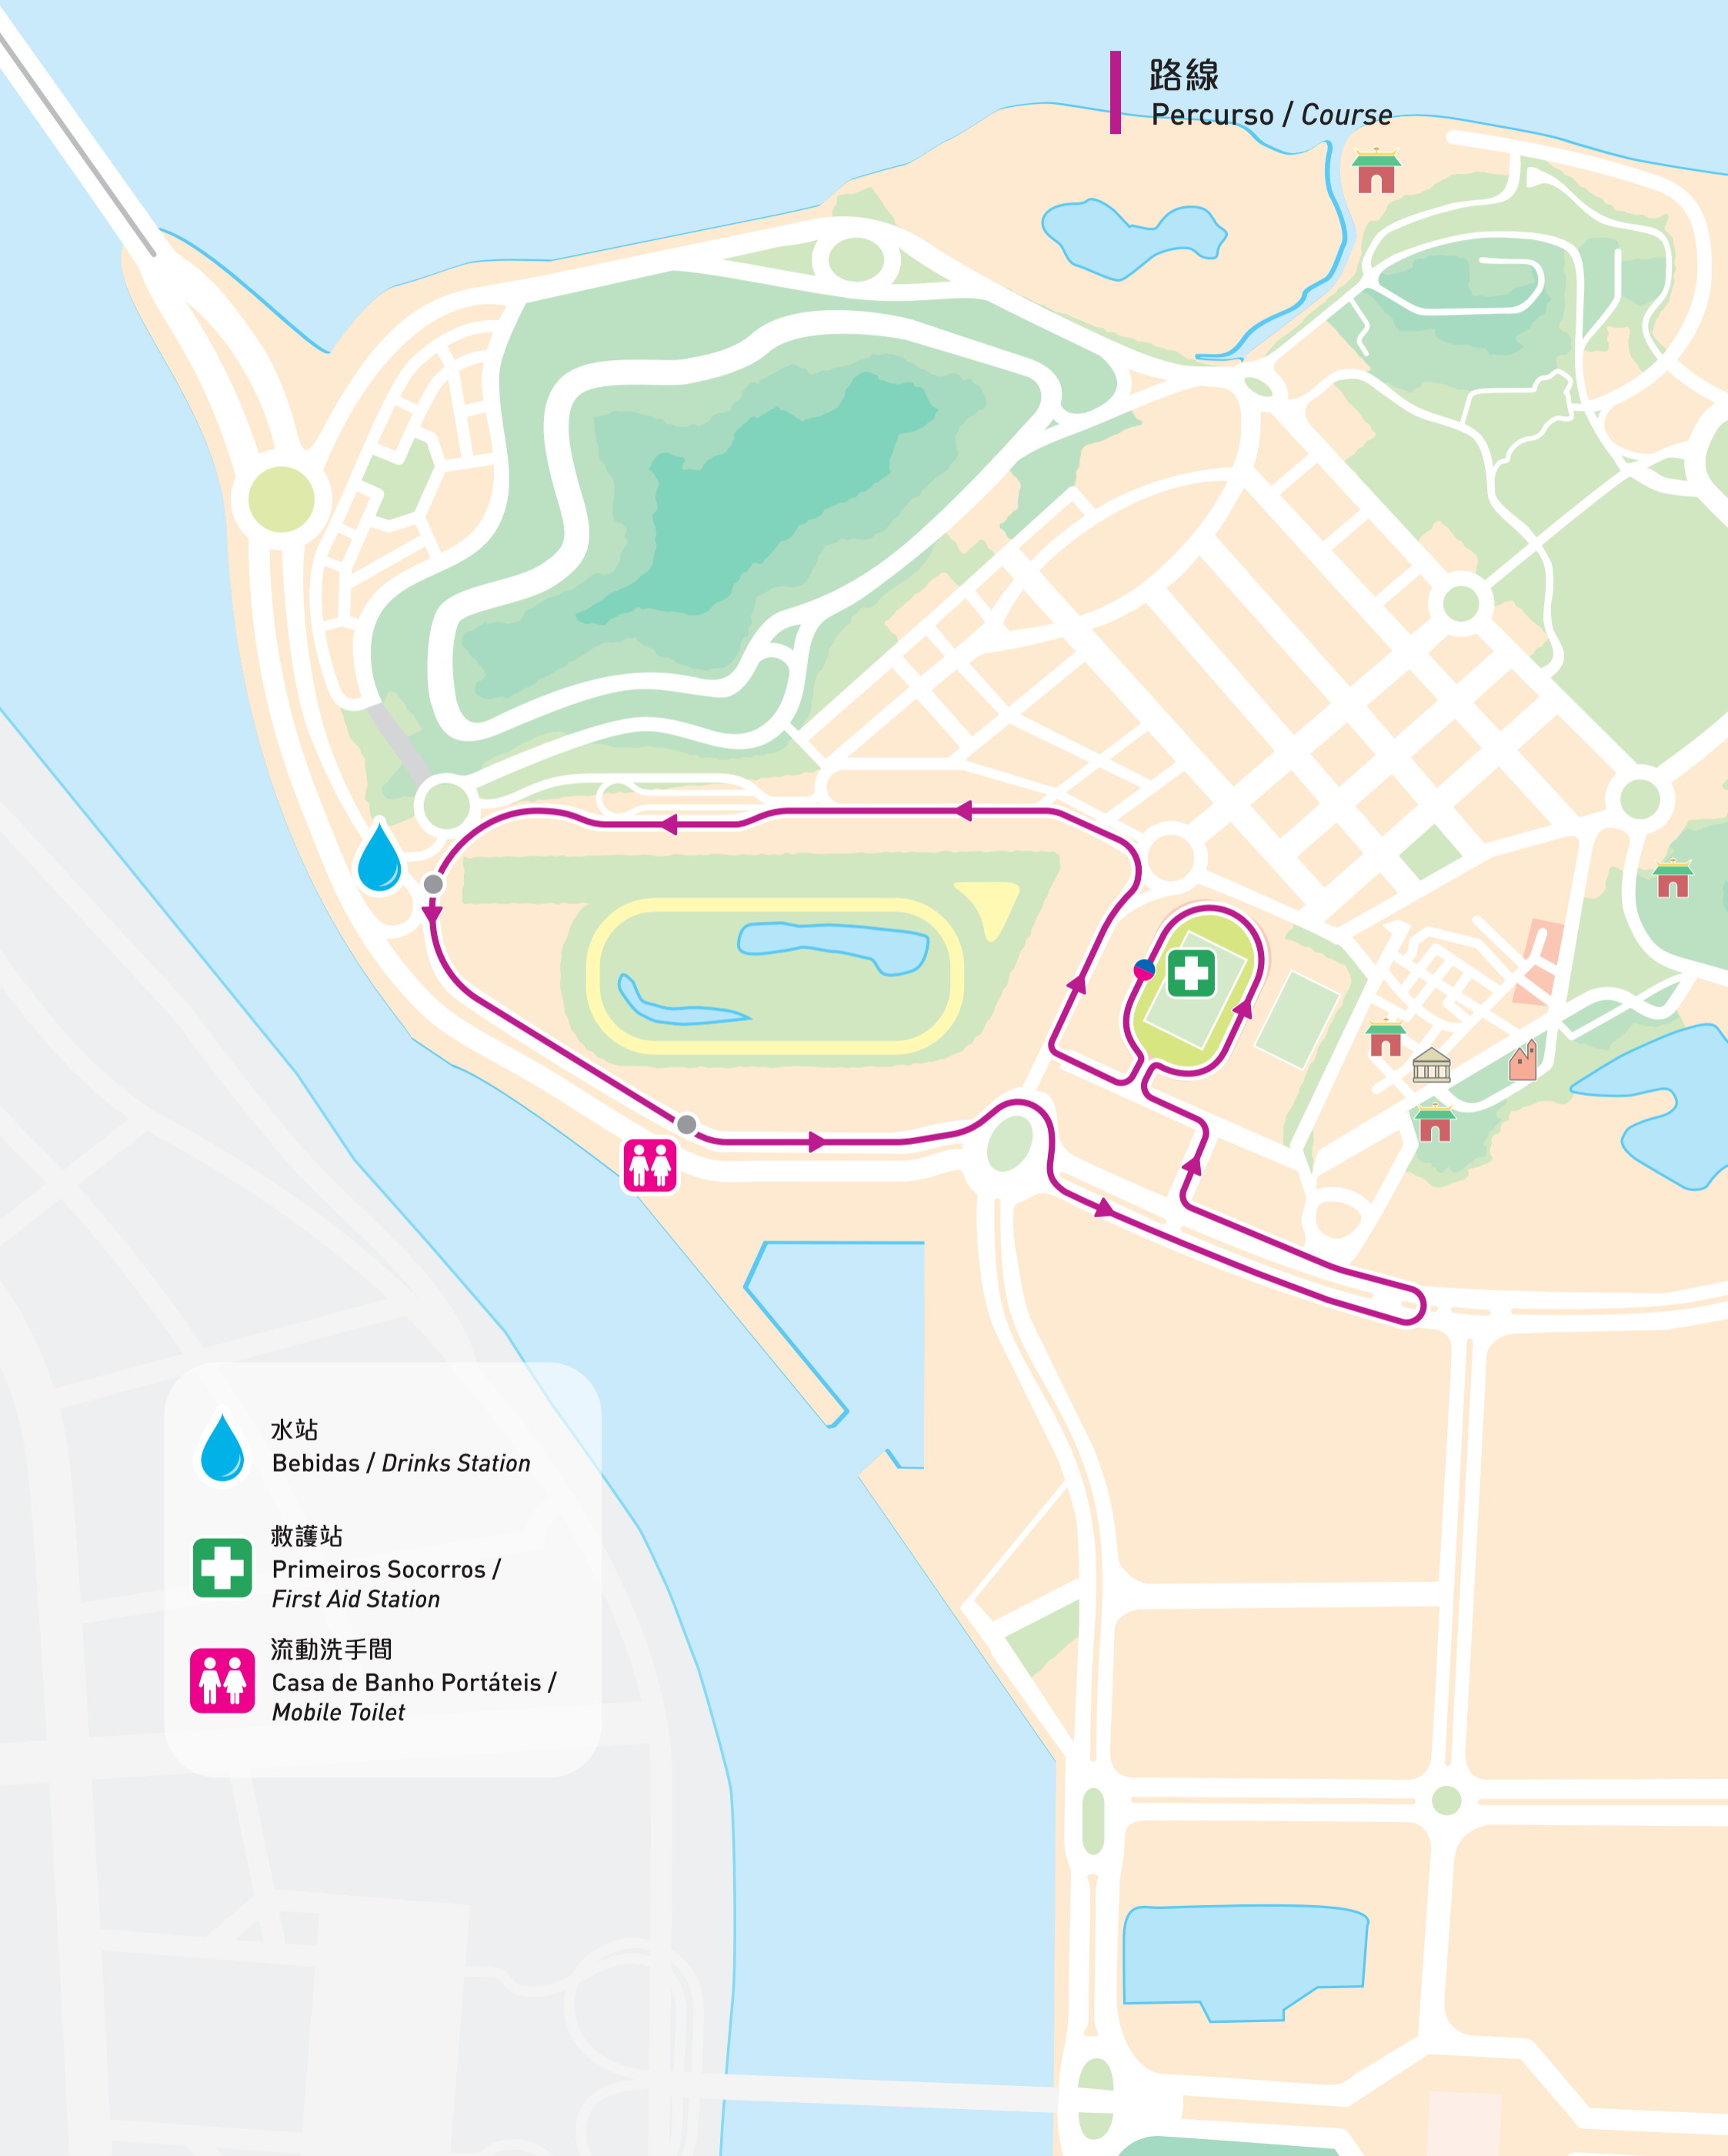 路線
Percurso / Course
水站
Bebidas / Drinks Station
救護站
Primeiros Socorros /
First Aid Station
流動洗手間
Casa de Banho Portáteis /
Mobile Toilet